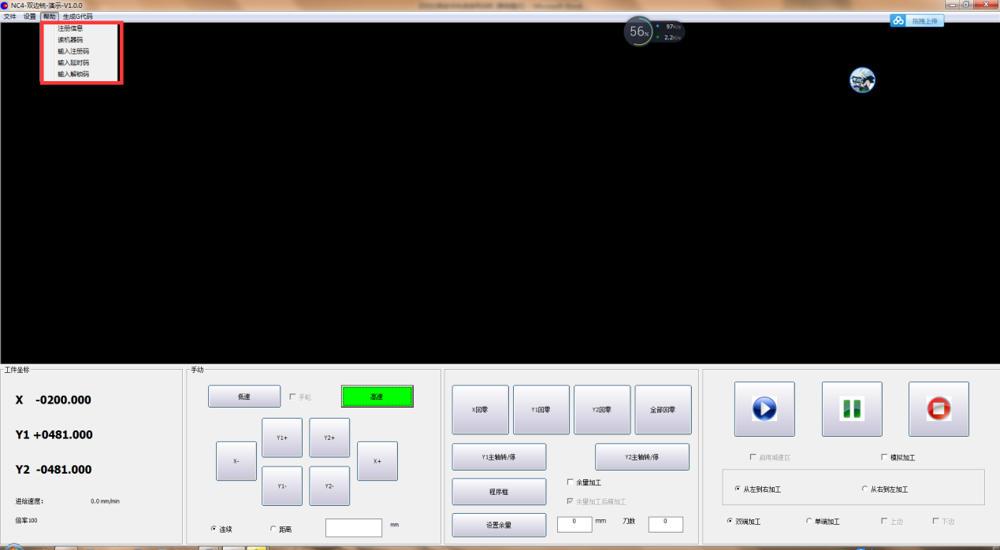 NC4-双边铣-演示-V1.0.0
文件 设置 帮助 生成G代码
注册信息
读机器码
输入注册码
输入延时码
输入解锁码
56%
97K/s
2.2K/s
拖拽上传
工件坐标
X -0200.000
Y1 +0481.000
Y2 -0481.000
进给速度: 0.0 mm/min
倍率100
手动
低速 手轮 高速
Y1+ Y2+
X- X+
Y1- Y2-
连续 距离 mm
X回零 Y1回零 Y2回零 全部回零
Y1主轴转/停 Y2主轴转/停
程序框 余量加工
余量加工后精加工
设置余量 0 mm 刀数 0
启用减速区 模拟加工
从左到右加工 从右到左加工
双端加工 单端加工 上边 下边